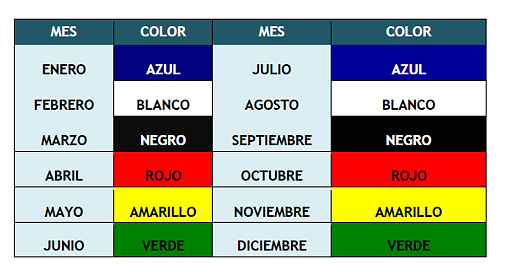 MES COLOR MES COLOR
ENERO AZUL JULIO AZUL
FEBRERO BLANCO AGOSTO BLANCO
MARZO NEGRO SEPTIEMBRE NEGRO
ABRIL ROJO OCTUBRE ROJO
MAYO AMARILLO NOVIEMBRE AMARILLO
JUNIO VERDE DICIEMBRE VERDE